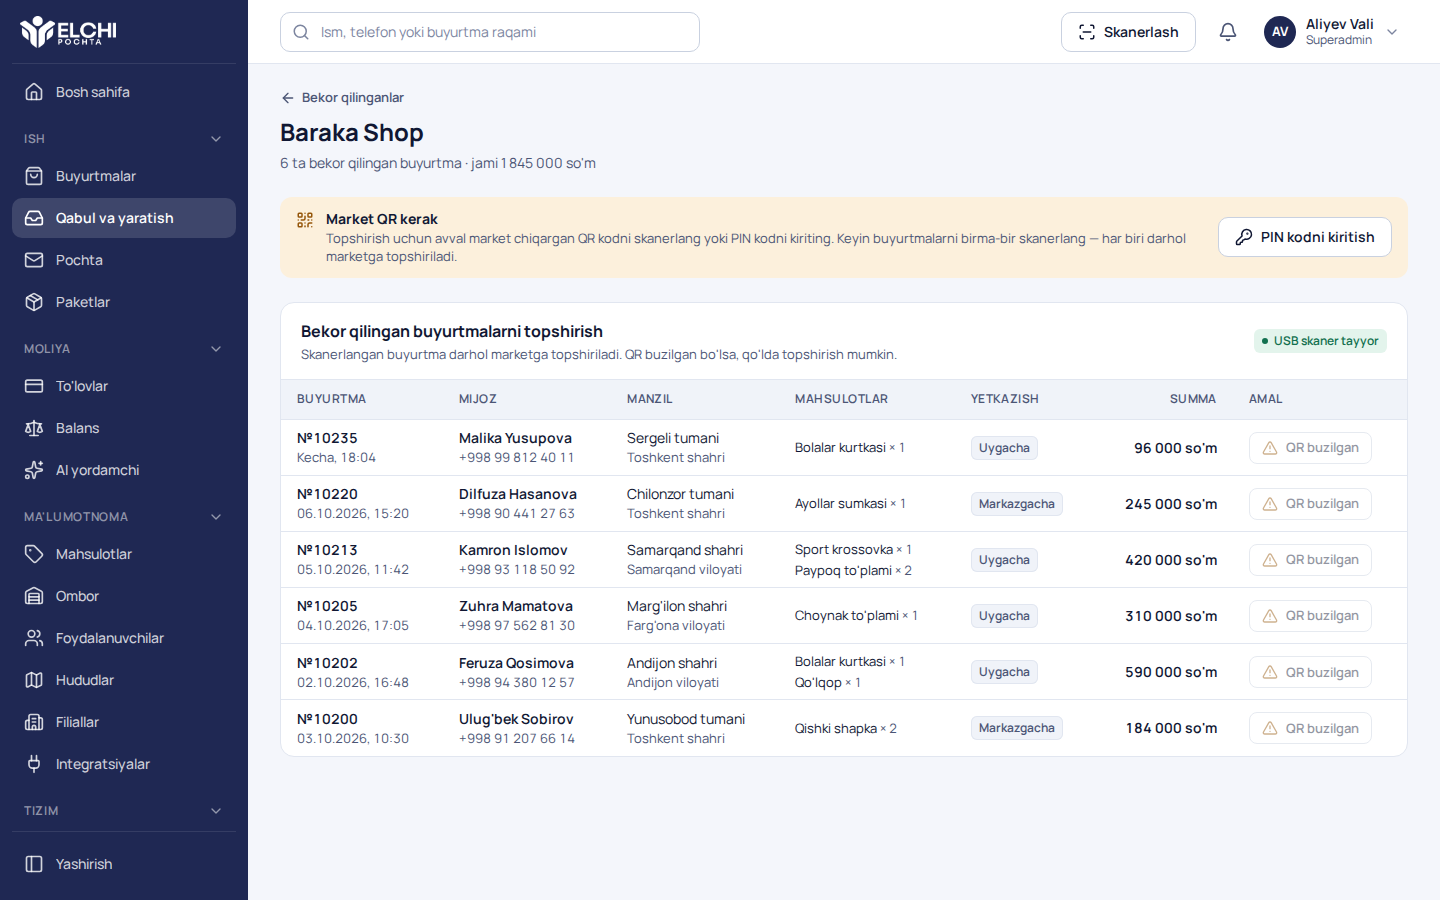 ELCHI
POCHTA
Ism, telefon yoki buyurtma raqami
Skanerlash
AV
Aliyev Vali
Superadmin
Bosh sahifa
ISH
Buyurtmalar
Qabul va yaratish
Pochta
Paketlar
MOLIYA
To'lovlar
Balans
AI yordamchi
MA'LUMOTNOMA
Mahsulotlar
Ombor
Foydalanuvchilar
Hududlar
Filiallar
Integratsiyalar
TIZIM
Yashirish
Bekor qilinganlar
Baraka Shop
6 ta bekor qilingan buyurtma · jami 1 845 000 so'm
Market QR kerak
Topshirish uchun avval market chiqargan QR kodni skanerlang yoki PIN kodni kiriting. Keyin buyurtmalarni birma-bir skanerlang — har biri darhol
marketga topshiriladi.
PIN kodni kiritish
Bekor qilingan buyurtmalarni topshirish
Skanerlangan buyurtma darhol marketga topshiriladi. QR buzilgan bo'lsa, qo'lda topshirish mumkin.
USB skaner tayyor
BUYURTMA MIJOZ MANZIL MAHSULOTLAR YETKAZISH SUMMA AMAL
№10235 Malika Yusupova Sergeli tumani Bolalar kurtkasi × 1 Uygacha 96 000 so'm QR buzilgan
Kecha, 18:04 +998 99 812 40 11 Toshkent shahri
№10220 Dilfuza Hasanova Chilonzor tumani Ayollar sumkasi × 1 Markazgacha 245 000 so'm QR buzilgan
06.10.2026, 15:20 +998 90 441 27 63 Toshkent shahri
№10213 Kamron Islomov Samarqand shahri Sport krossovka × 1 Uygacha 420 000 so'm QR buzilgan
05.10.2026, 11:42 +998 93 118 50 92 Samarqand viloyati Paypoq to'plami × 2
№10205 Zuhra Mamatova Marg'ilon shahri Choynak to'plami × 1 Uygacha 310 000 so'm QR buzilgan
04.10.2026, 17:05 +998 97 562 81 30 Farg'ona viloyati
№10202 Feruza Qosimova Andijon shahri Bolalar kurtkasi × 1 Uygacha 590 000 so'm QR buzilgan
02.10.2026, 16:48 +998 94 380 12 57 Andijon viloyati Qo'lqop × 1
№10200 Ulug'bek Sobirov Yunusobod tumani Qishki shapka × 2 Markazgacha 184 000 so'm QR buzilgan
03.10.2026, 10:30 +998 91 207 66 14 Toshkent shahri